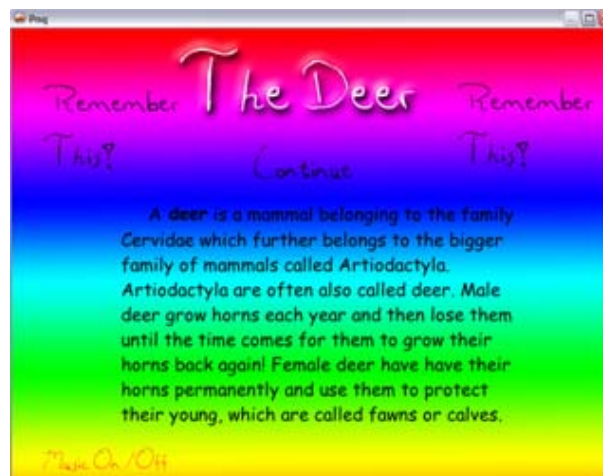 Poq
The Deer
Remember
This!
Remember
This!
Continue
A deer is a mammal belonging to the family
Cervidae which further belongs to the bigger
family of mammals called Artiodactyla.
Artiodactyla are often also called deer. Male
deer grow horns each year and then lose them
until the time comes for them to grow their
horns back again! Female deer have have their
horns permanently and use them to protect
their young, which are called fawns or calves.
Music On/Off